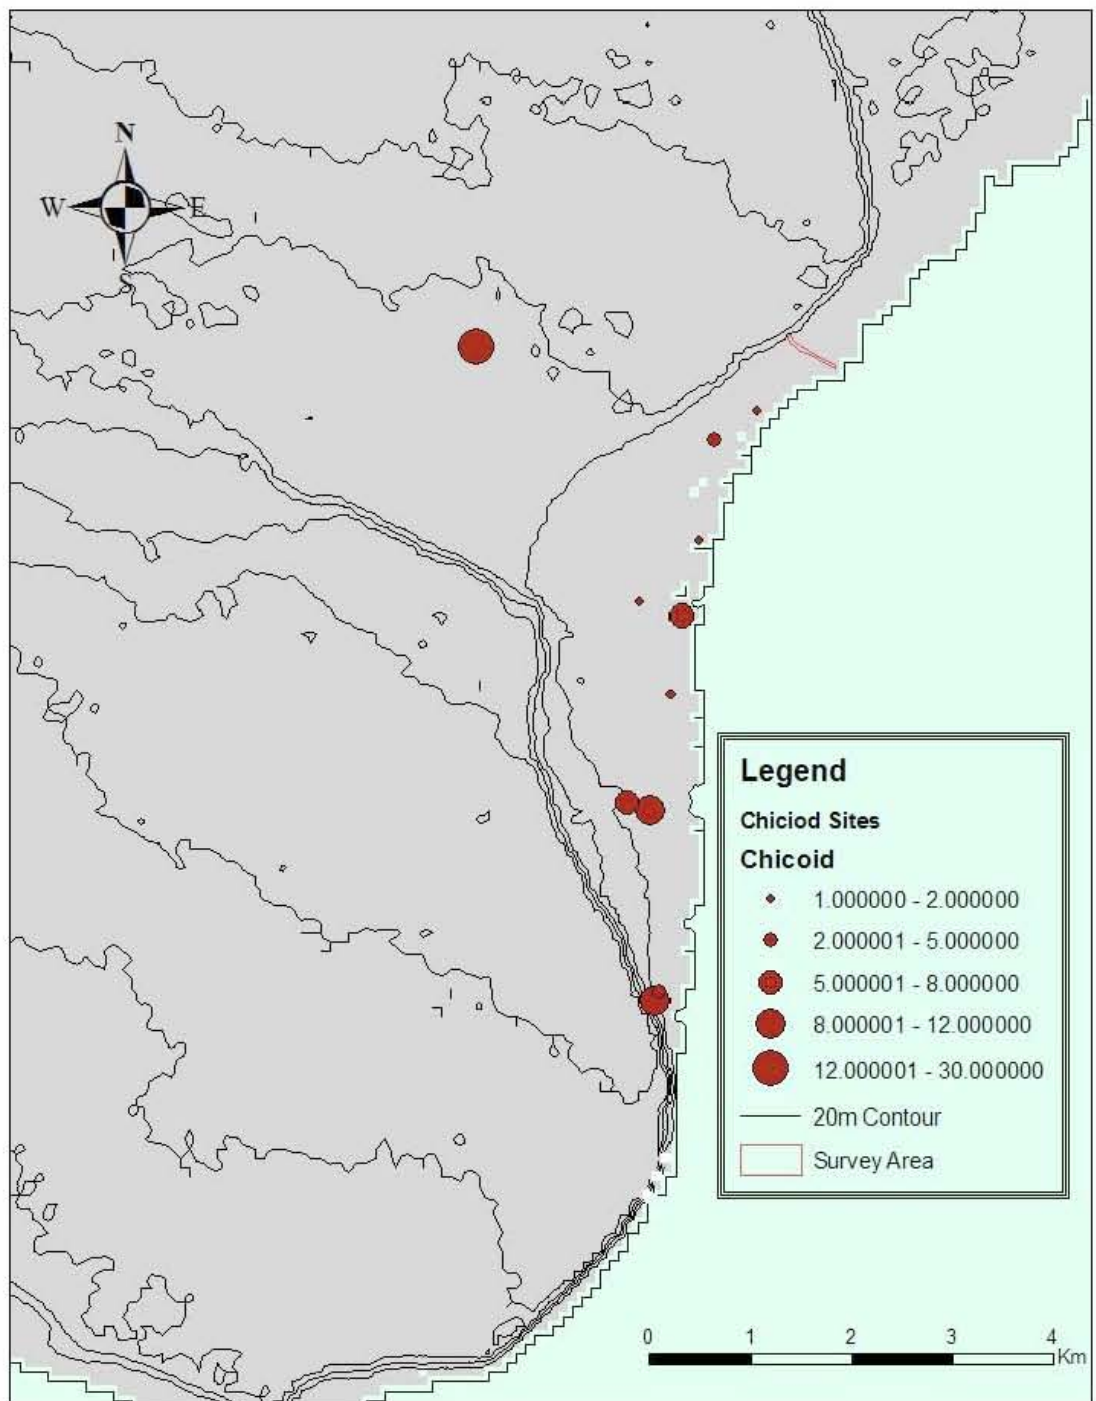 N
W E
S
Legend
Chiciod Sites
Chicoid
1.000000 - 2.000000
2.000001 - 5.000000
5.000001 - 8.000000
8.000001 - 12.000000
12.000001 - 30.000000
20m Contour
Survey Area
0 1 2 3 4
Km